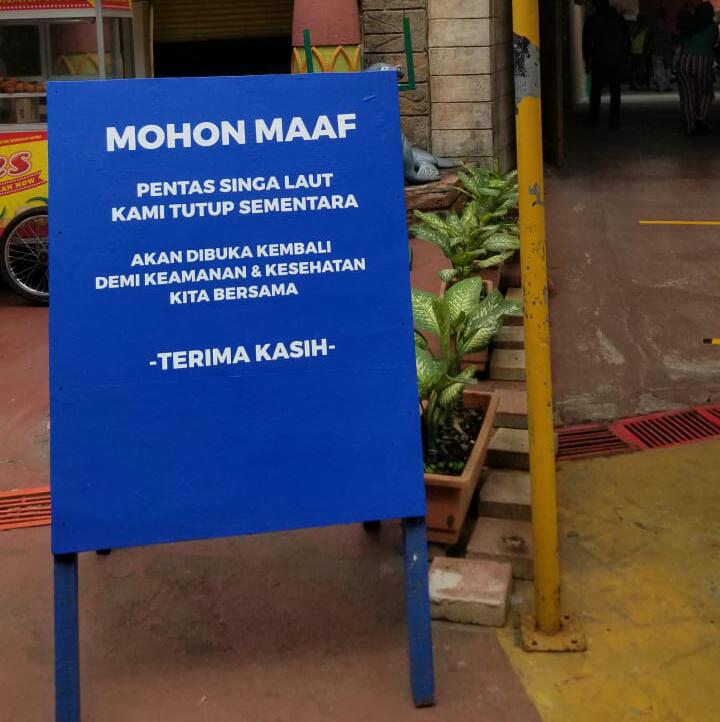 MOHON MAAF
PENTAS SINGA LAUT
KAMI TUTUP SEMENTARA
AKAN DIBUKA KEMBALI
DEMI KEAMANAN & KESEHATAN
KITA BERSAMA
-TERIMA KASIH-